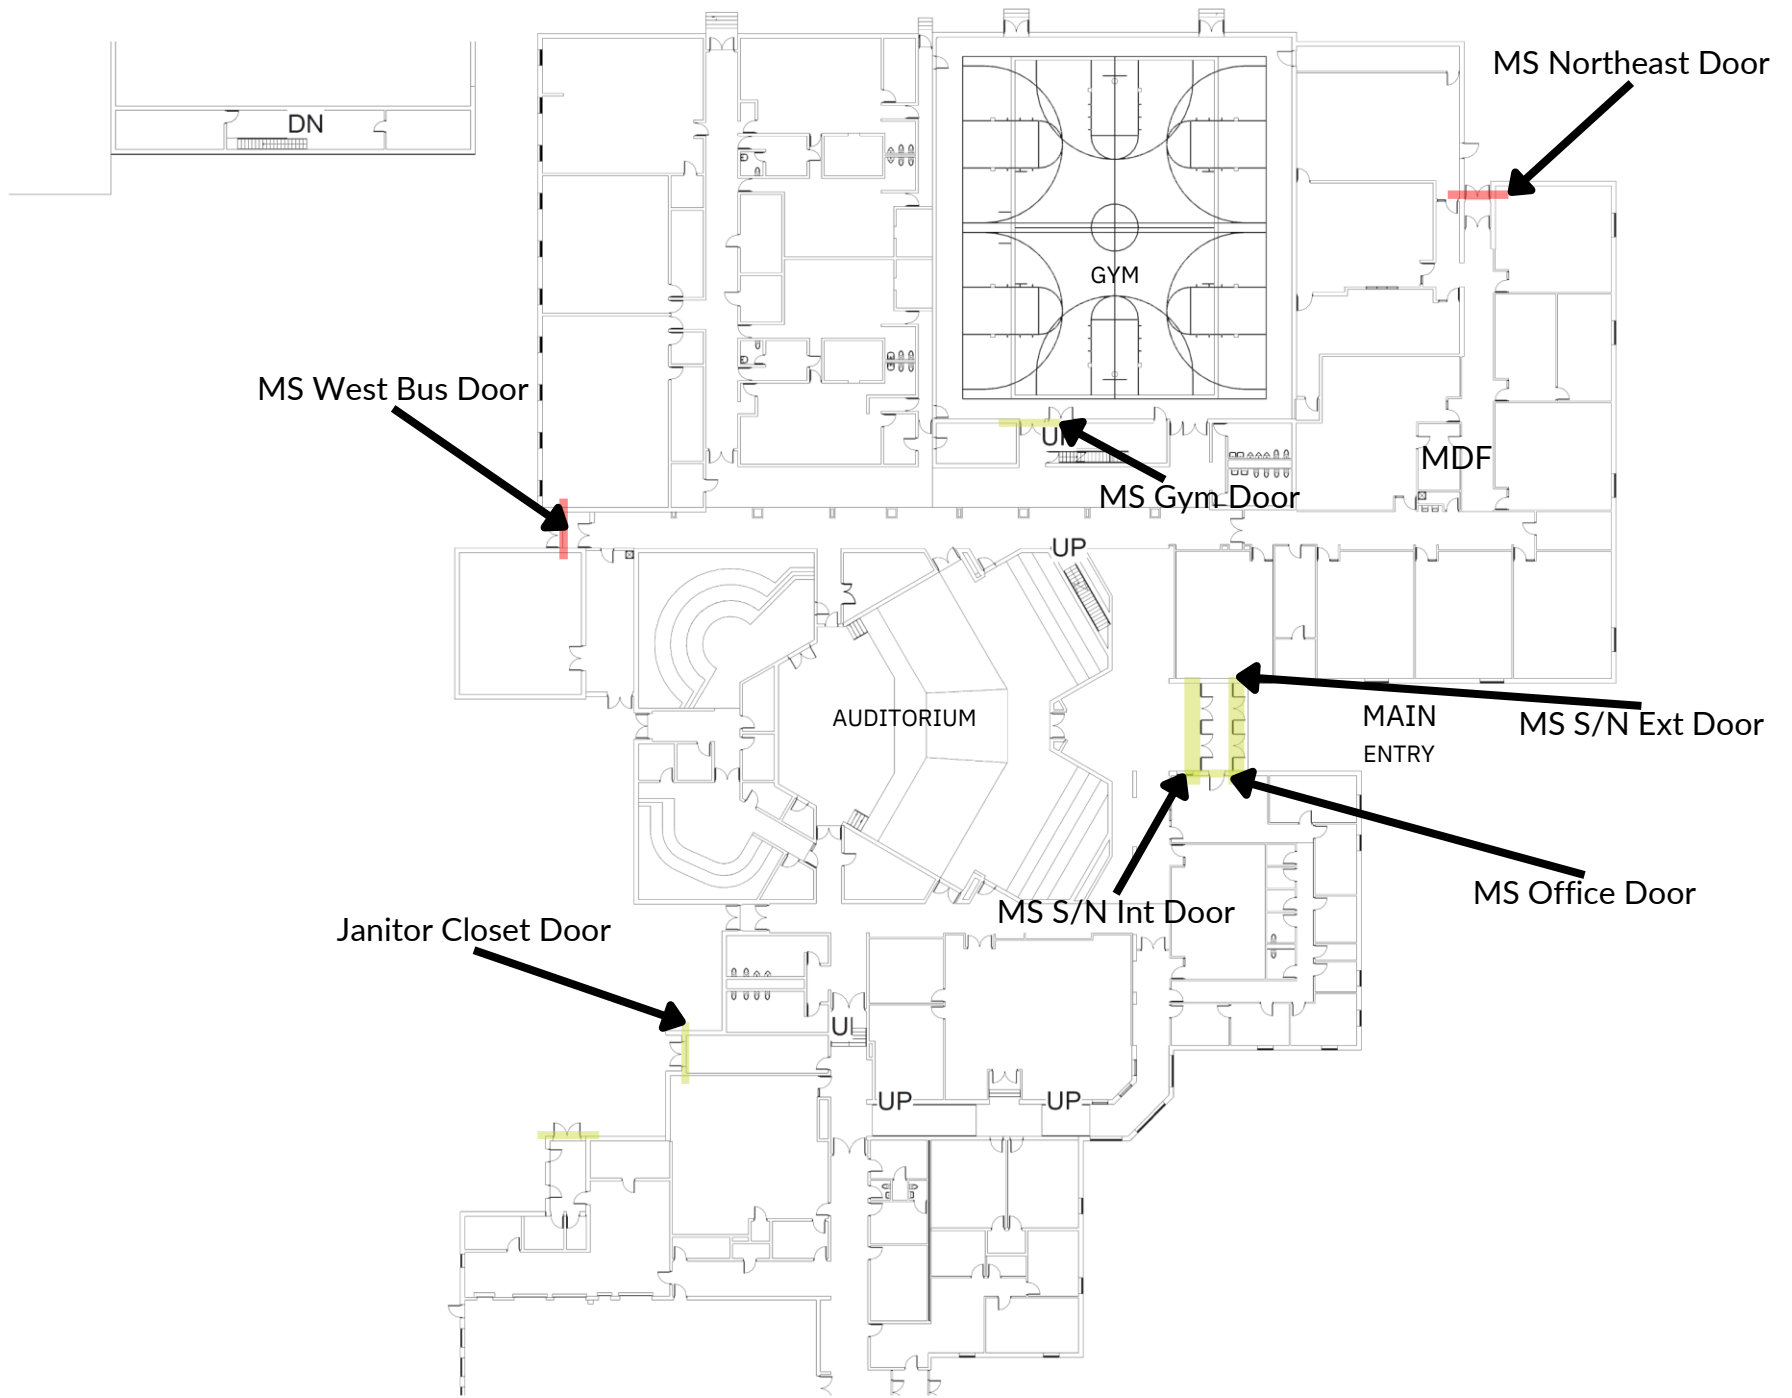 MS Northeast Door
DN
GYM
MS West Bus Door
MDF
MS Gym Door
UP
AUDITORIUM
MAIN
ENTRY
MS S/N Ext Door
MS Office Door
MS S/N Int Door
Janitor Closet Door
UP
UP